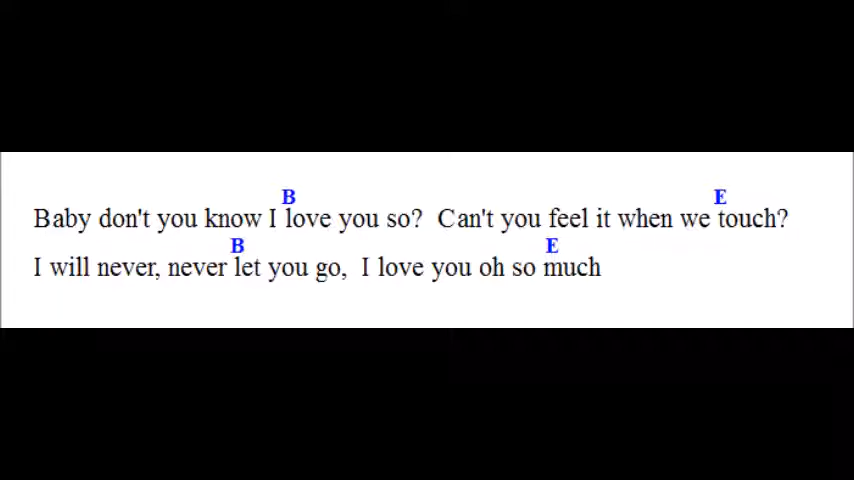 B E
Baby don't you know I love you so? Can't you feel it when we touch?
B E
I will never, never let you go, I love you oh so much